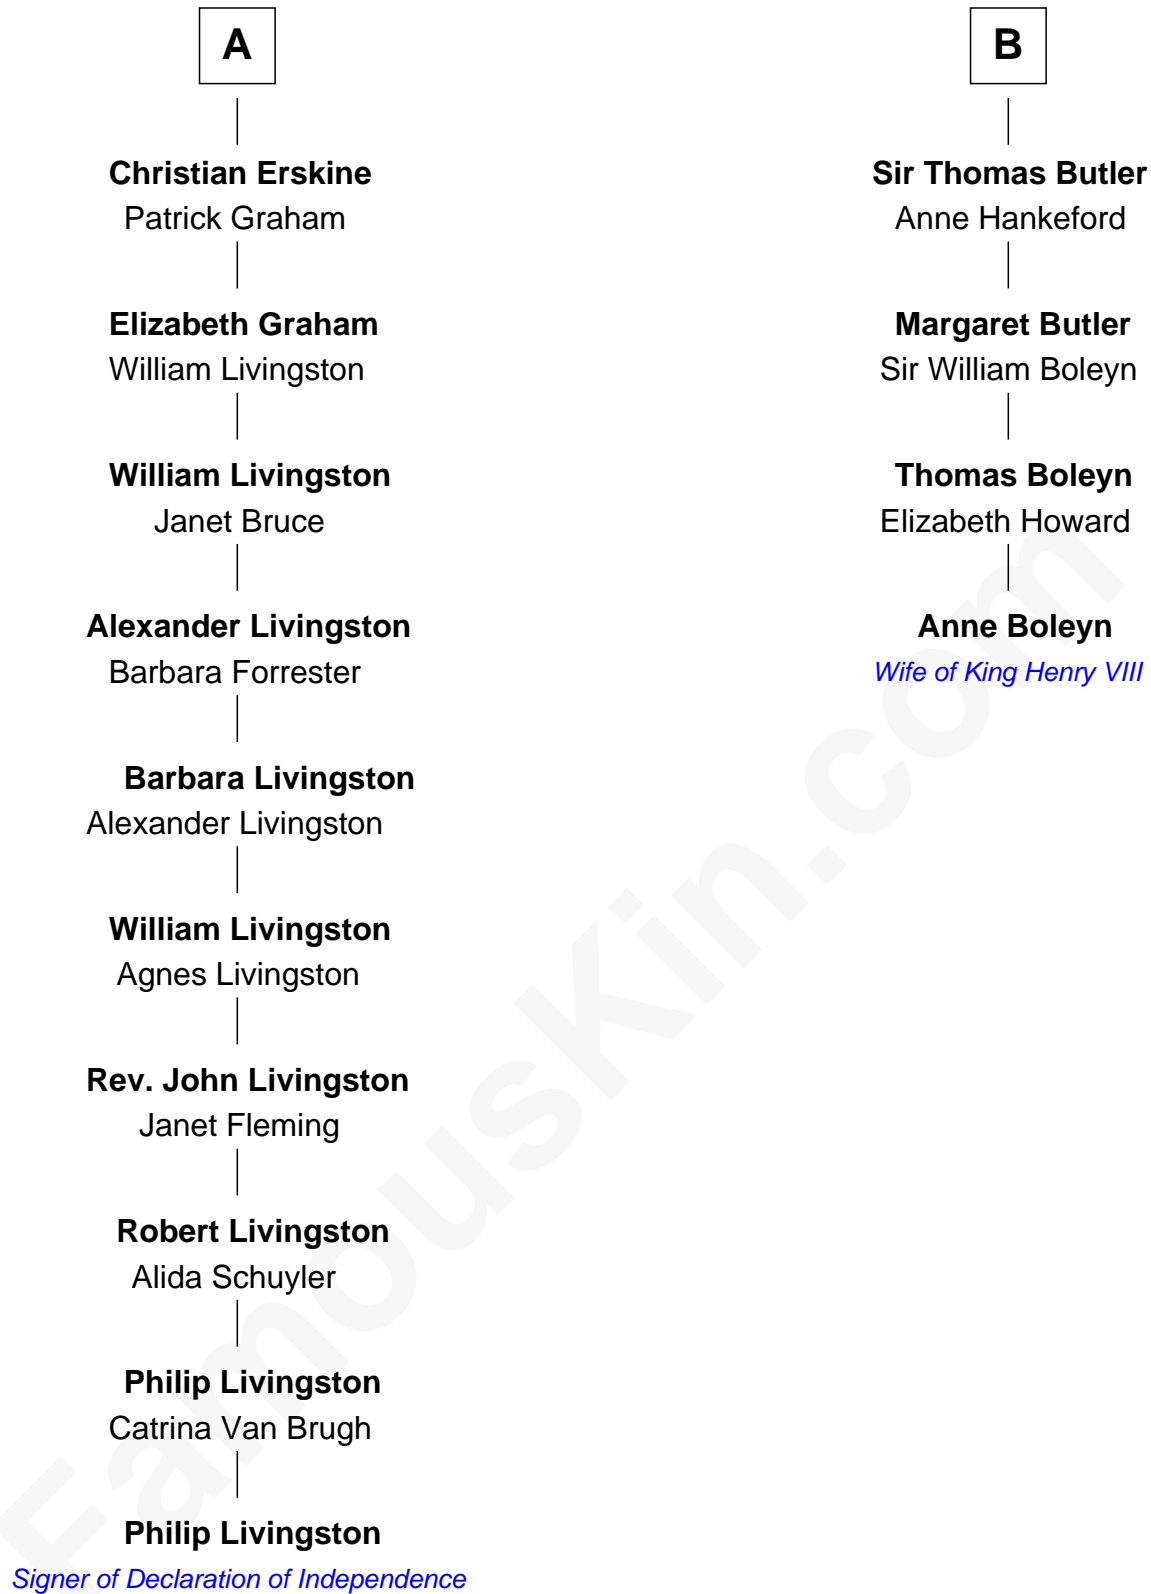 A
Christian Erskine
Patrick Graham
Elizabeth Graham
William Livingston
William Livingston
Janet Bruce
Alexander Livingston
Barbara Forrester
Barbara Livingston
Alexander Livingston
William Livingston
Agnes Livingston
Rev. John Livingston
Janet Fleming
Robert Livingston
Alida Schuyler
Philip Livingston
Catrina Van Brugh
Philip Livingston
Signer of Declaration of Independence
B
Sir Thomas Butler
Anne Hankeford
Margaret Butler
Sir William Boleyn
Thomas Boleyn
Elizabeth Howard
Anne Boleyn
Wife of King Henry VIII
FamousKin.com